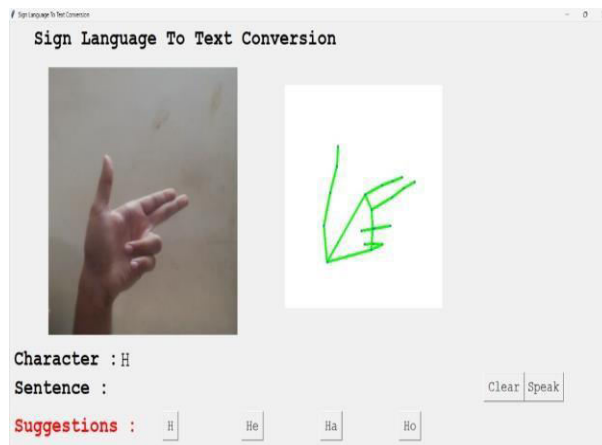 Sign Language To Text Conversion
Sign Language To Text Conversion
Character : H
Sentence :
Clear Speak
Suggestions : H He Ha Ho